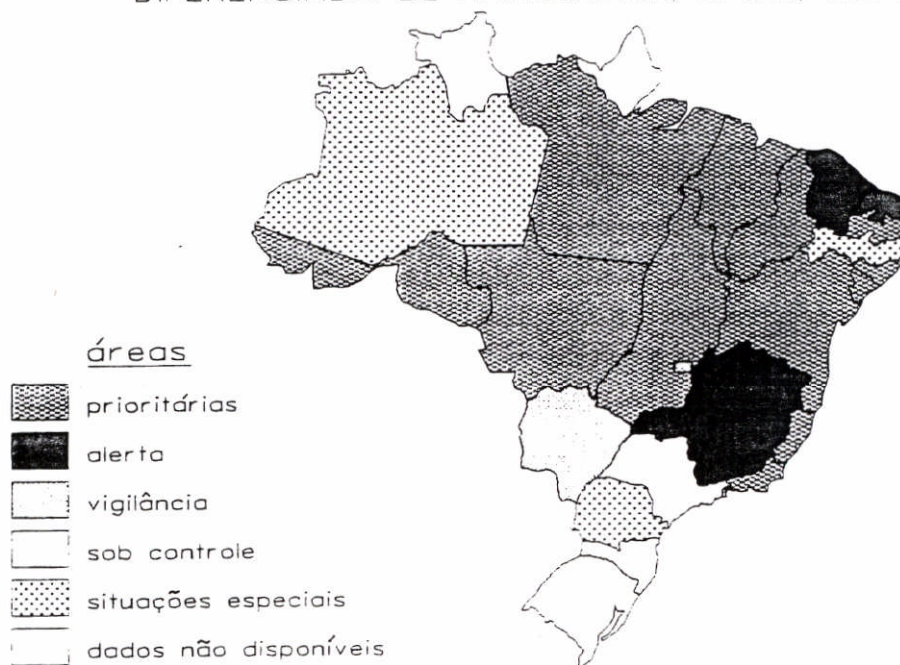 áreas
prioritárias
alerta
vigilância
sob controle
situações especiais
dados não disponíveis